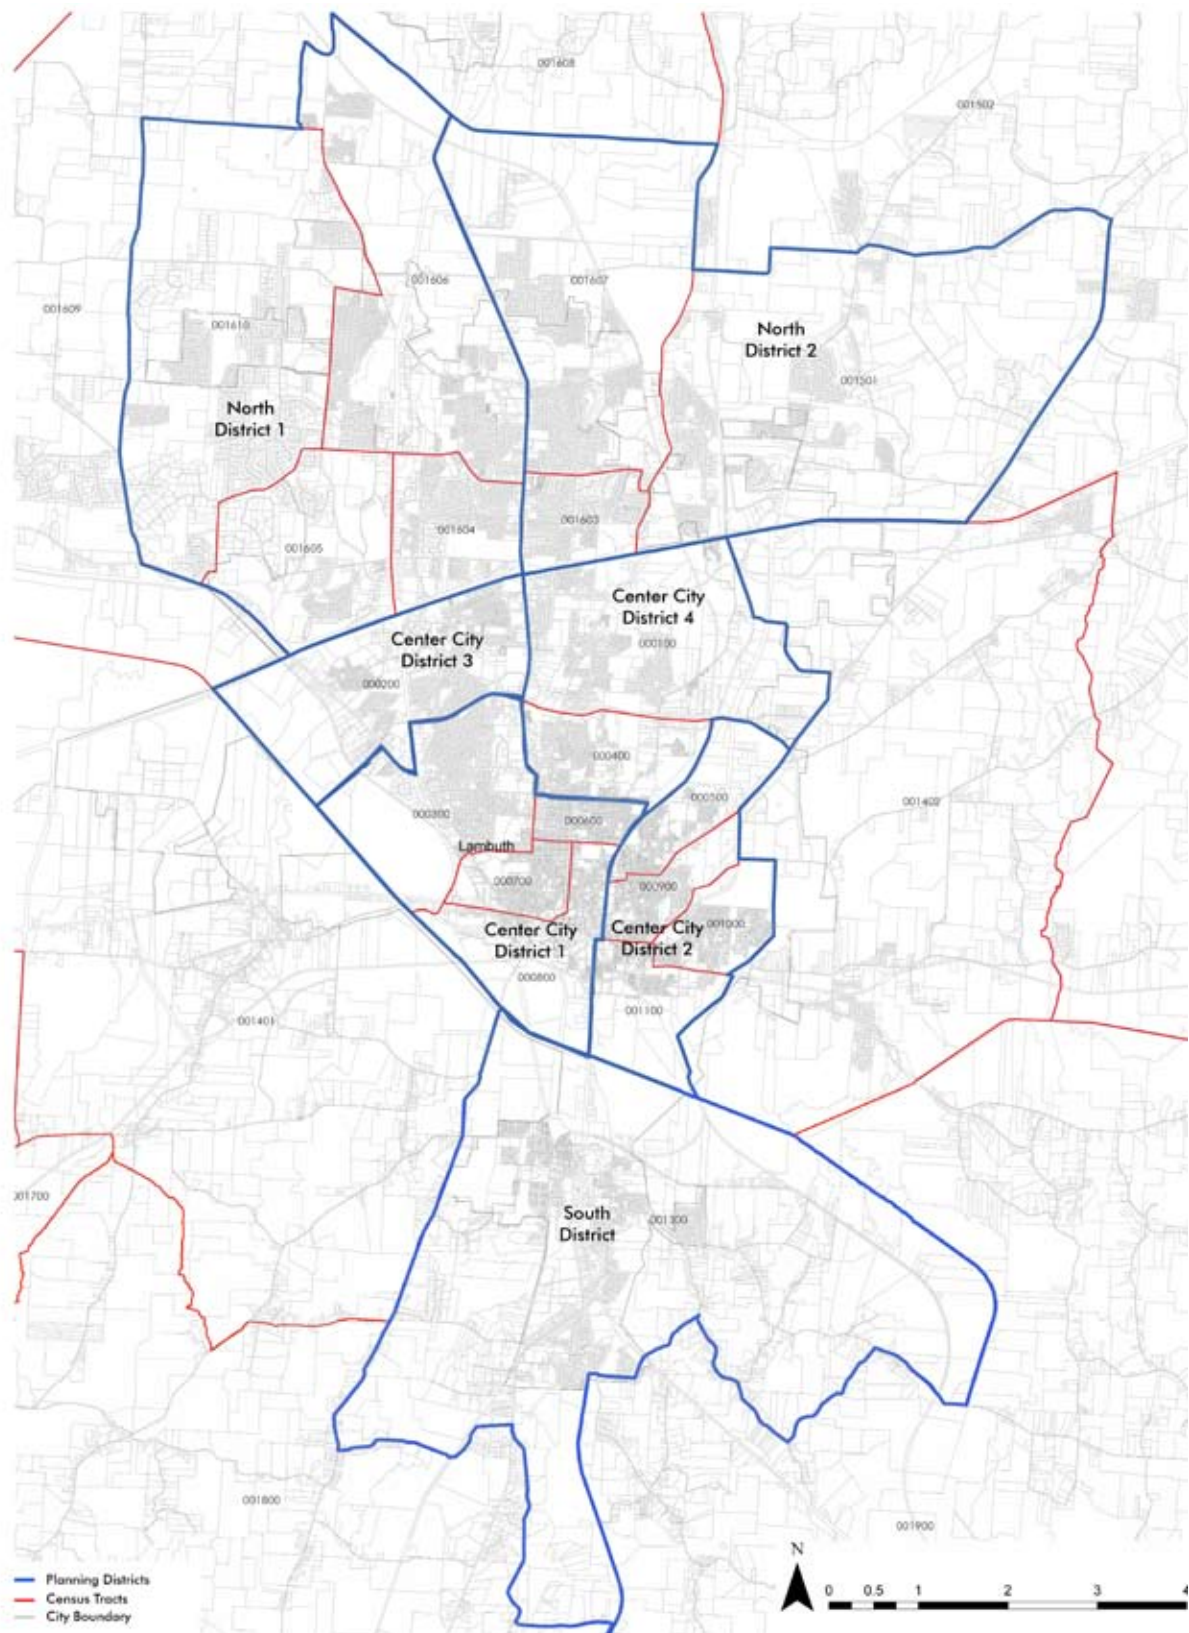 001608
001502
001606
001607
001609
001610
North
District 2
001501
North
District 1
001604
001603
001605
Center City
District 4
000100
Center City
District 3
000200
000400
000500
001402
000300
000600
Lambuth
000700
000900
001000
Center City
District 1
Center City
District 2
000800
001100
001401
001700
South
District
001300
001800
001900
N
Planning Districts
Census Tracts
City Boundary
0 0.5 1 2 3 4